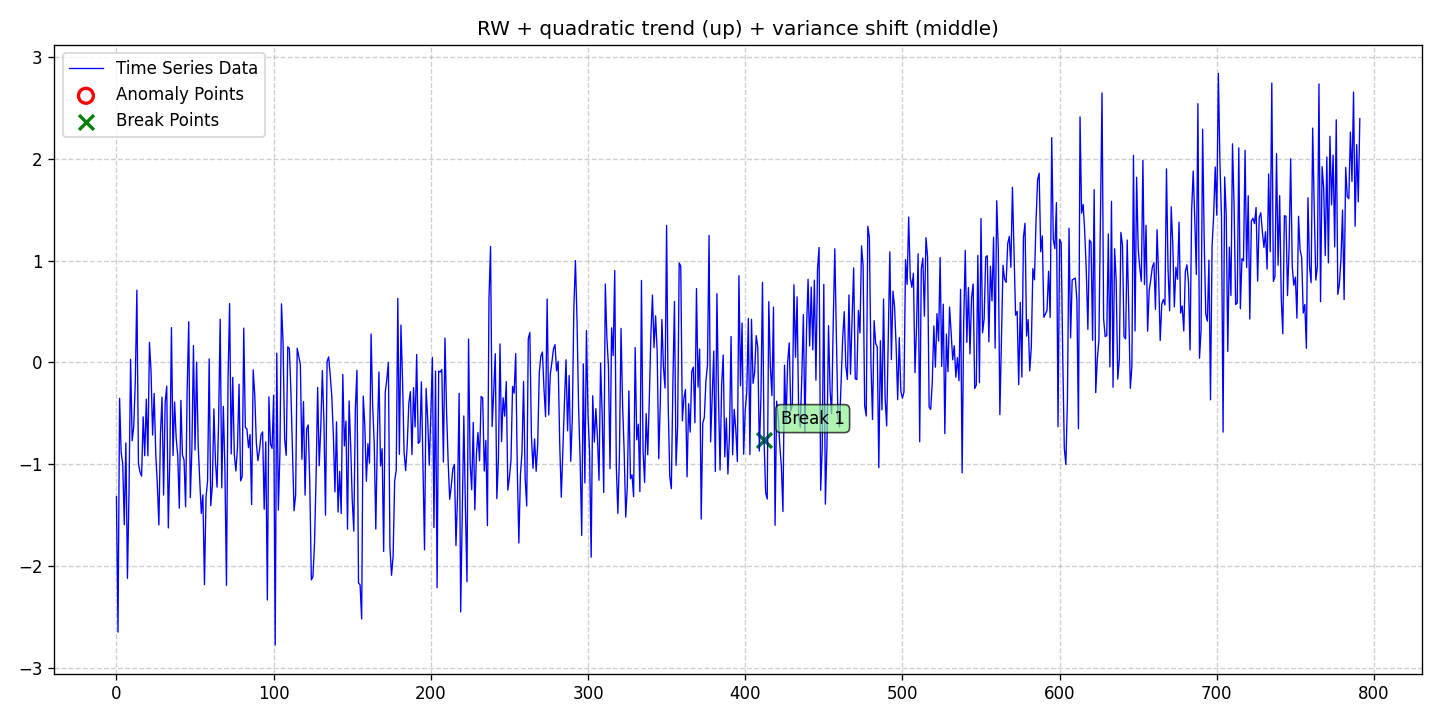 RW + quadratic trend (up) + variance shift (middle)
Time Series Data
Anomaly Points
Break Points
3
2
1
0
−1
−2
−3
Break 1
0 100 200 300 400 500 600 700 800